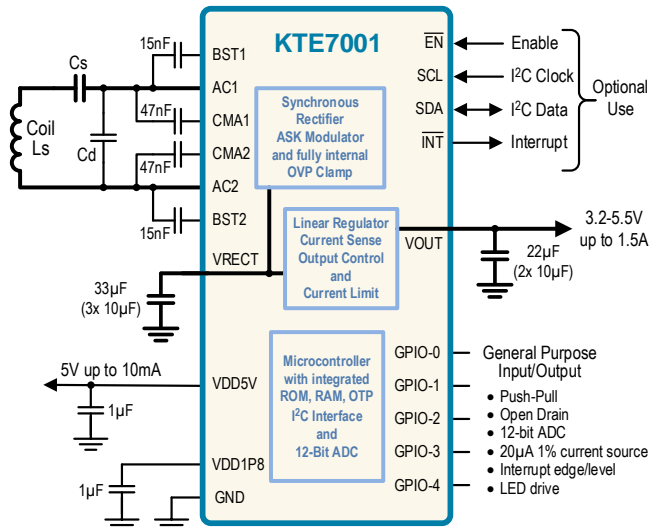 KTE7001
15nF
BST1
Cs
AC1
Coil
Ls
Cd
47nF
CMA1
47nF
CMA2
AC2
BST2
15nF
Synchronous
Rectifier
ASK Modulator
and fully internal
OVP Clamp
EN
Enable
SCL
I²C Clock
SDA
I²C Data
INT
Interrupt
Optional
Use
VRECT
33µF
(3x 10µF)
Linear Regulator
Current Sense
Output Control
and
Current Limit
VOUT
3.2-5.5V
up to 1.5A
22µF
(2x 10µF)
5V up to 10mA
VDD5V
1µF
VDD1P8
1µF
GND
Microcontroller
with integrated
ROM, RAM, OTP
I²C Interface
and
12-Bit ADC
GPIO-0
GPIO-1
GPIO-2
GPIO-3
GPIO-4
General Purpose
Input/Output
• Push-Pull
• Open Drain
• 12-bit ADC
• 20µA 1% current source
• Interrupt edge/level
• LED drive